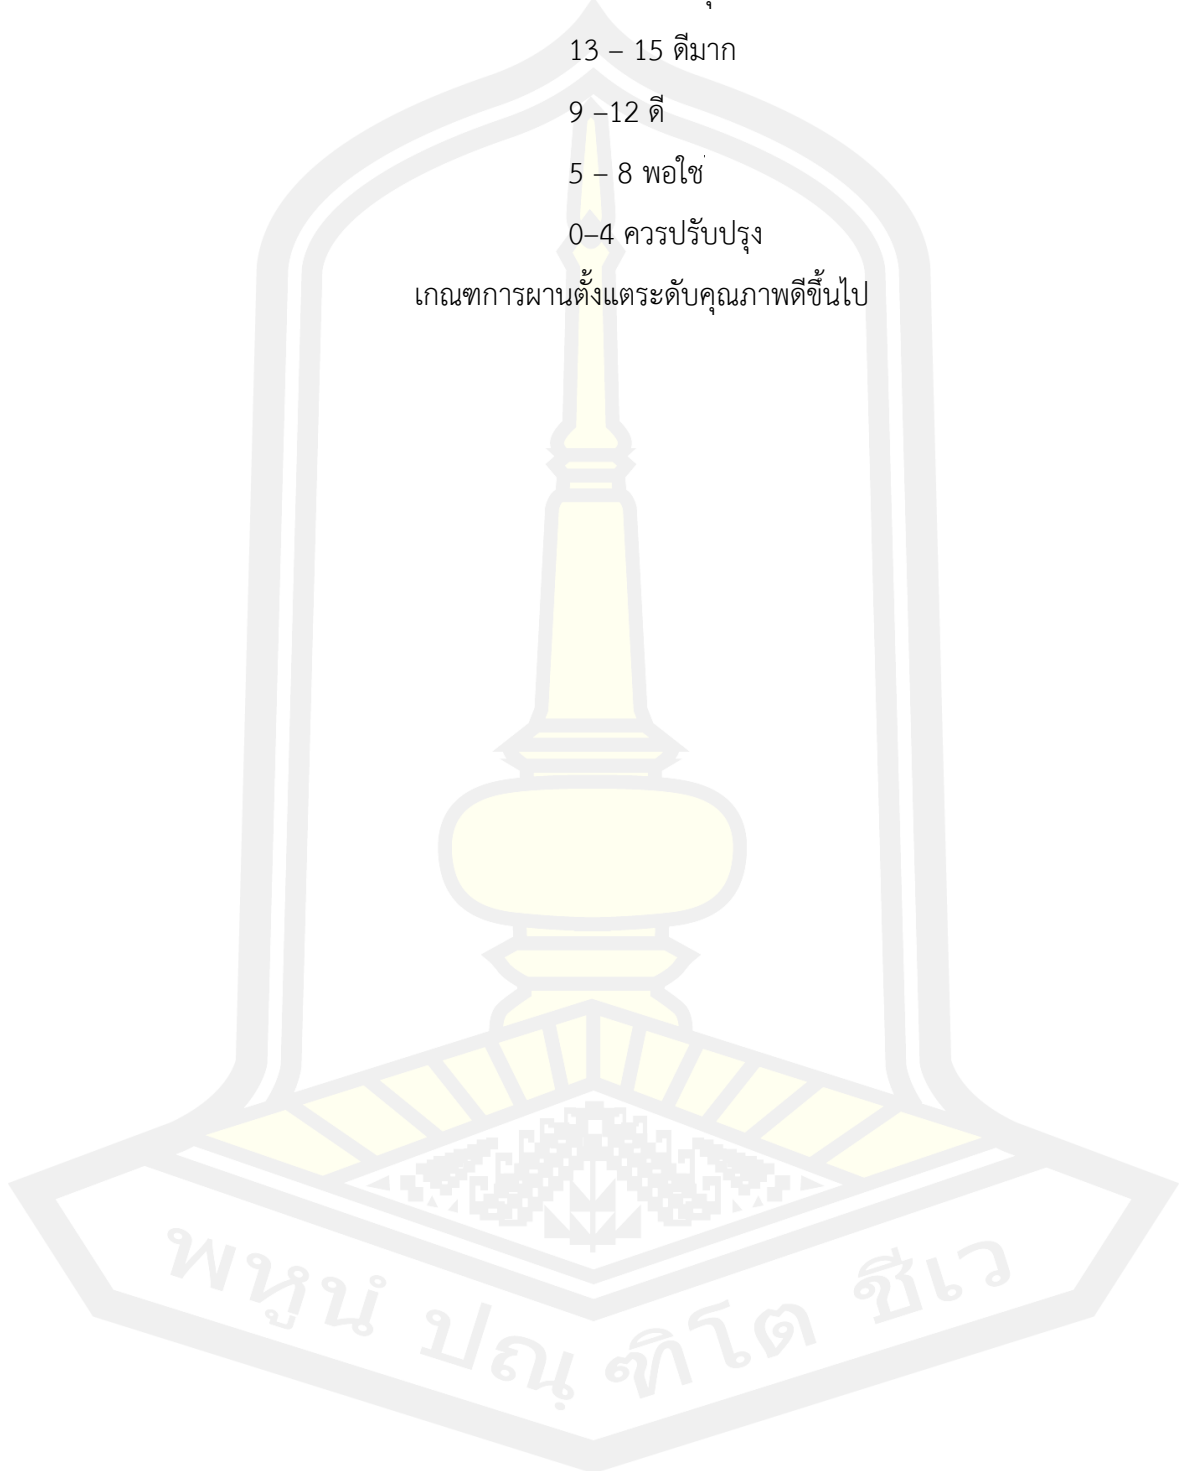 13 – 15 ดีมาก
9 –12 ดี
5 – 8 พอใช่
0–4 ควรปรับปรุง
เกณฑการผานตั้งแตระดับคุณภาพดีขึ้นไป
พหูนํ ปณฺฑิโต ชีเว